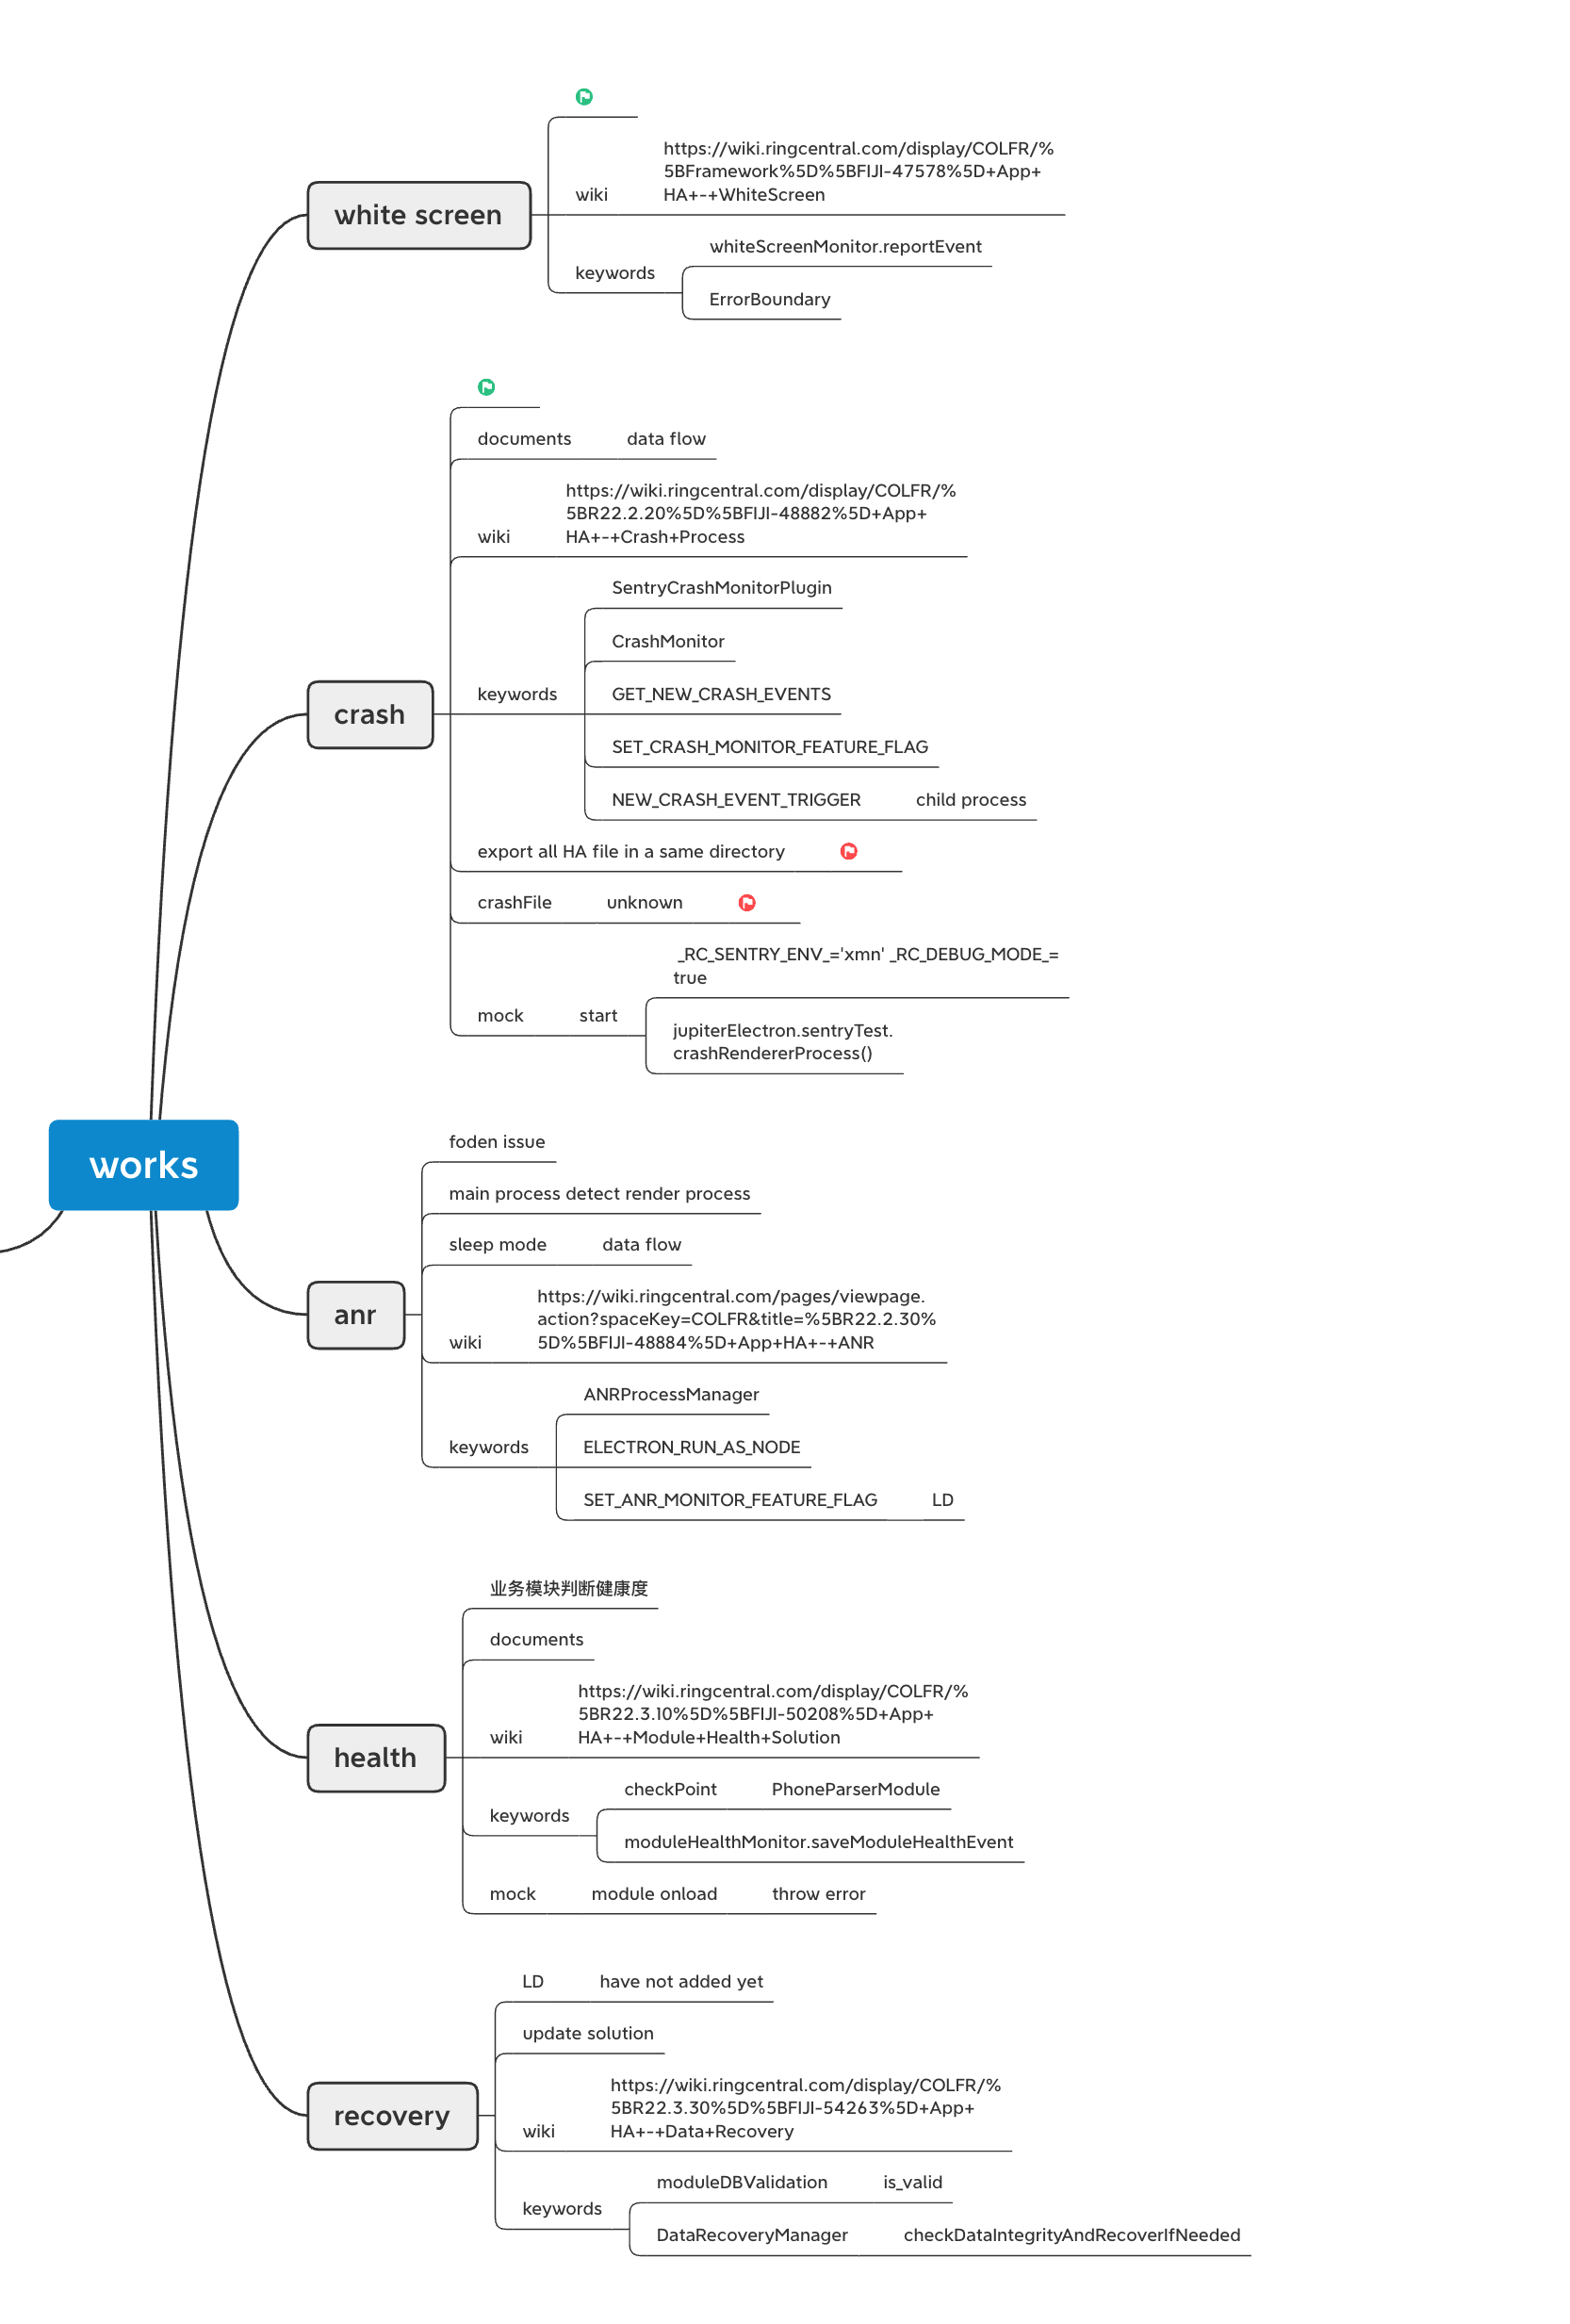 works
white screen
wiki
https://wiki.ringcentral.com/display/COLFR/%
5BFramework%5D%5BFIJI-47578%5D+App+
HA+-+WhiteScreen
keywords
whiteScreenMonitor.reportEvent
ErrorBoundary
crash
documents
data flow
wiki
https://wiki.ringcentral.com/display/COLFR/%
5BR22.2.20%5D%5BFIJI-48882%5D+App+
HA+-+Crash+Process
keywords
SentryCrashMonitorPlugin
CrashMonitor
GET_NEW_CRASH_EVENTS
SET_CRASH_MONITOR_FEATURE_FLAG
NEW_CRASH_EVENT_TRIGGER
child process
export all HA file in a same directory
crashFile
unknown
mock
start
_RC_SENTRY_ENV_='xmn' _RC_DEBUG_MODE_=
true
jupiterElectron.sentryTest.
crashRendererProcess()
anr
foden issue
main process detect render process
sleep mode
data flow
wiki
https://wiki.ringcentral.com/pages/viewpage.
action?spaceKey=COLFR&title=%5BR22.2.30%
5D%5BFIJI-48884%5D+App+HA+-+ANR
keywords
ANRProcessManager
ELECTRON_RUN_AS_NODE
SET_ANR_MONITOR_FEATURE_FLAG
LD
health
业务模块判断健康度
documents
wiki
https://wiki.ringcentral.com/display/COLFR/%
5BR22.3.10%5D%5BFIJI-50208%5D+App+
HA+-+Module+Health+Solution
keywords
checkPoint
PhoneParserModule
moduleHealthMonitor.saveModuleHealthEvent
mock
module onload
throw error
recovery
LD
have not added yet
update solution
wiki
https://wiki.ringcentral.com/display/COLFR/%
5BR22.3.30%5D%5BFIJI-54263%5D+App+
HA+-+Data+Recovery
keywords
moduleDBValidation
is_valid
DataRecoveryManager
checkDataIntegrityAndRecoverIfNeeded